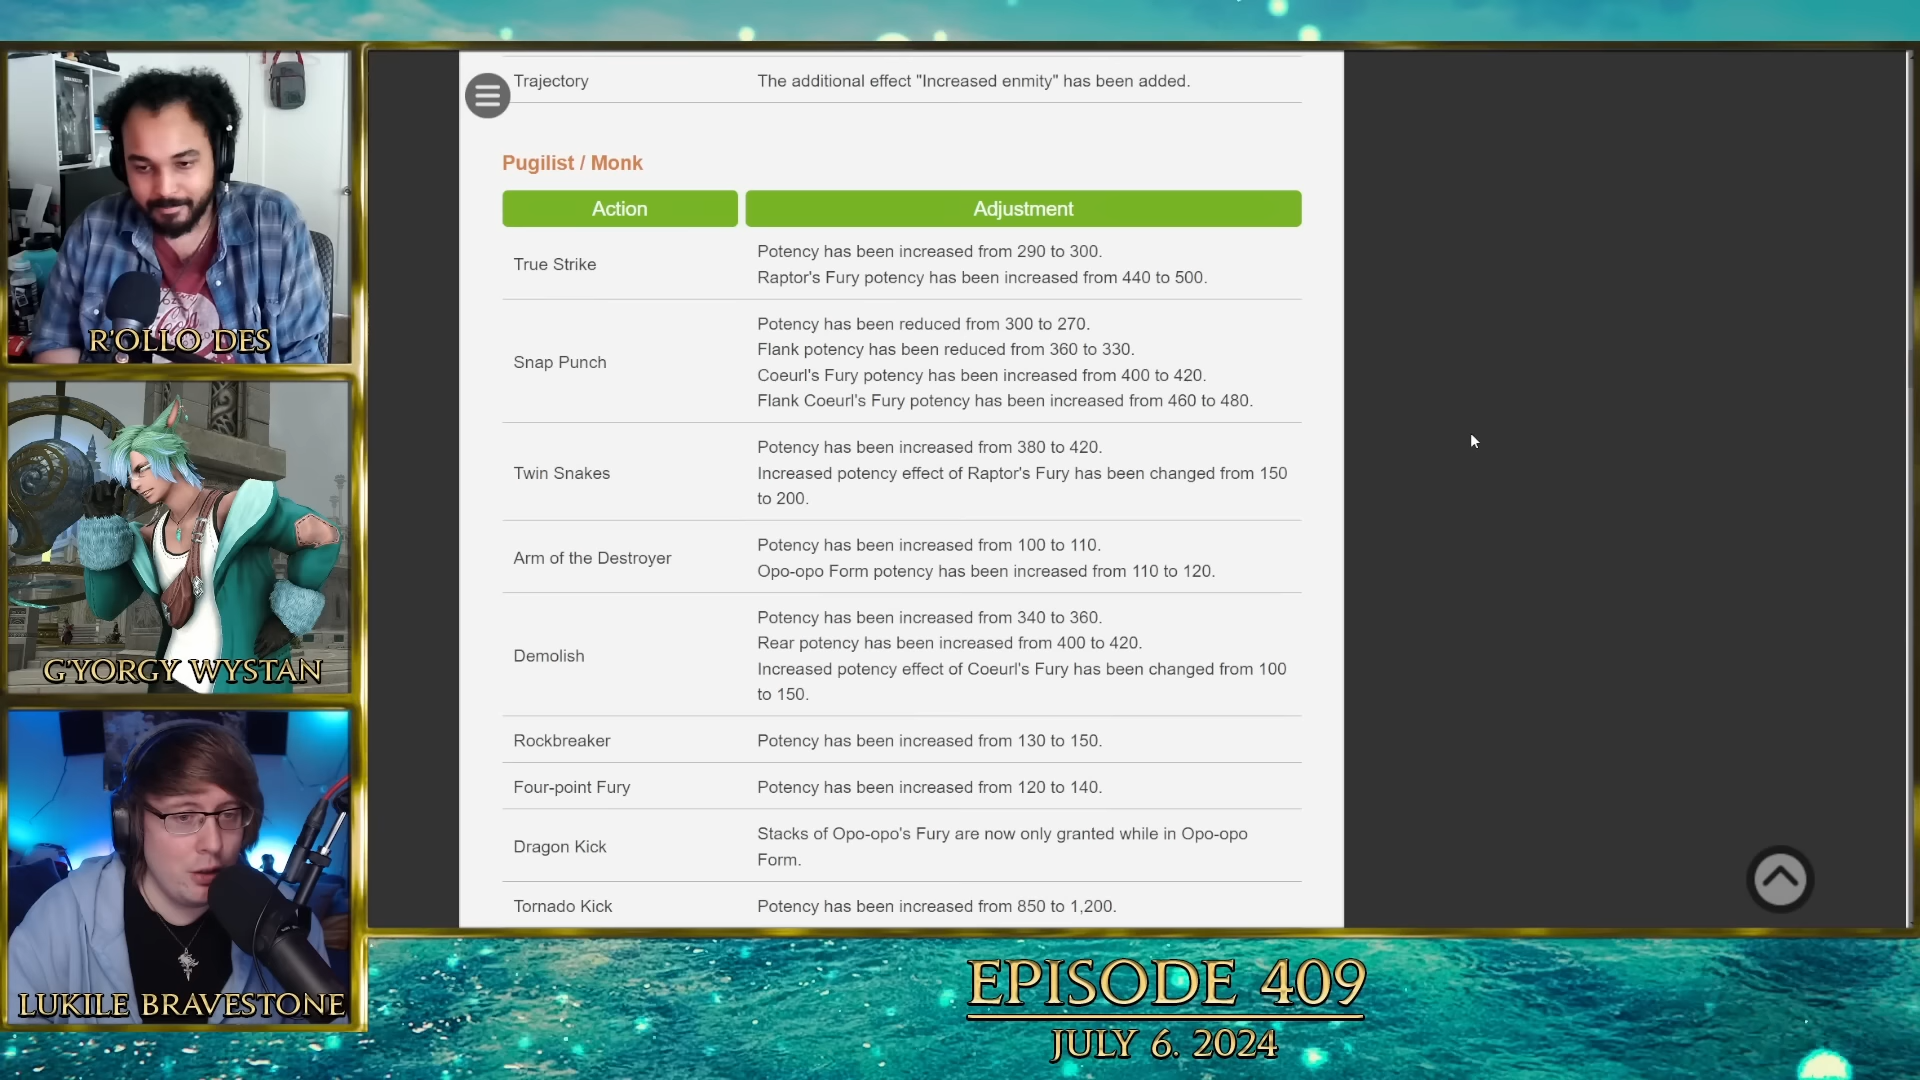 Trajectory The additional effect "Increased enmity" has been added.
Pugilist / Monk
Action Adjustment
True Strike
Potency has been increased from 290 to 300.
Raptor's Fury potency has been increased from 440 to 500.
Snap Punch
Potency has been reduced from 300 to 270.
Flank potency has been reduced from 360 to 330.
Coeurl's Fury potency has been increased from 400 to 420.
Flank Coeurl's Fury potency has been increased from 460 to 480.
Twin Snakes
Potency has been increased from 380 to 420.
Increased potency effect of Raptor's Fury has been changed from 150
to 200.
Arm of the Destroyer
Potency has been increased from 100 to 110.
Opo-opo Form potency has been increased from 110 to 120.
Demolish
Potency has been increased from 340 to 360.
Rear potency has been increased from 400 to 420.
Increased potency effect of Coeurl's Fury has been changed from 100
to 150.
Rockbreaker Potency has been increased from 130 to 150.
Four-point Fury Potency has been increased from 120 to 140.
Dragon Kick
Stacks of Opo-opo's Fury are now only granted while in Opo-opo
Form.
Tornado Kick Potency has been increased from 850 to 1,200.
R'OLLO DES
G'YORGY WYSTAN
LUKILE BRAVESTONE
EPISODE 409
JULY 6. 2024